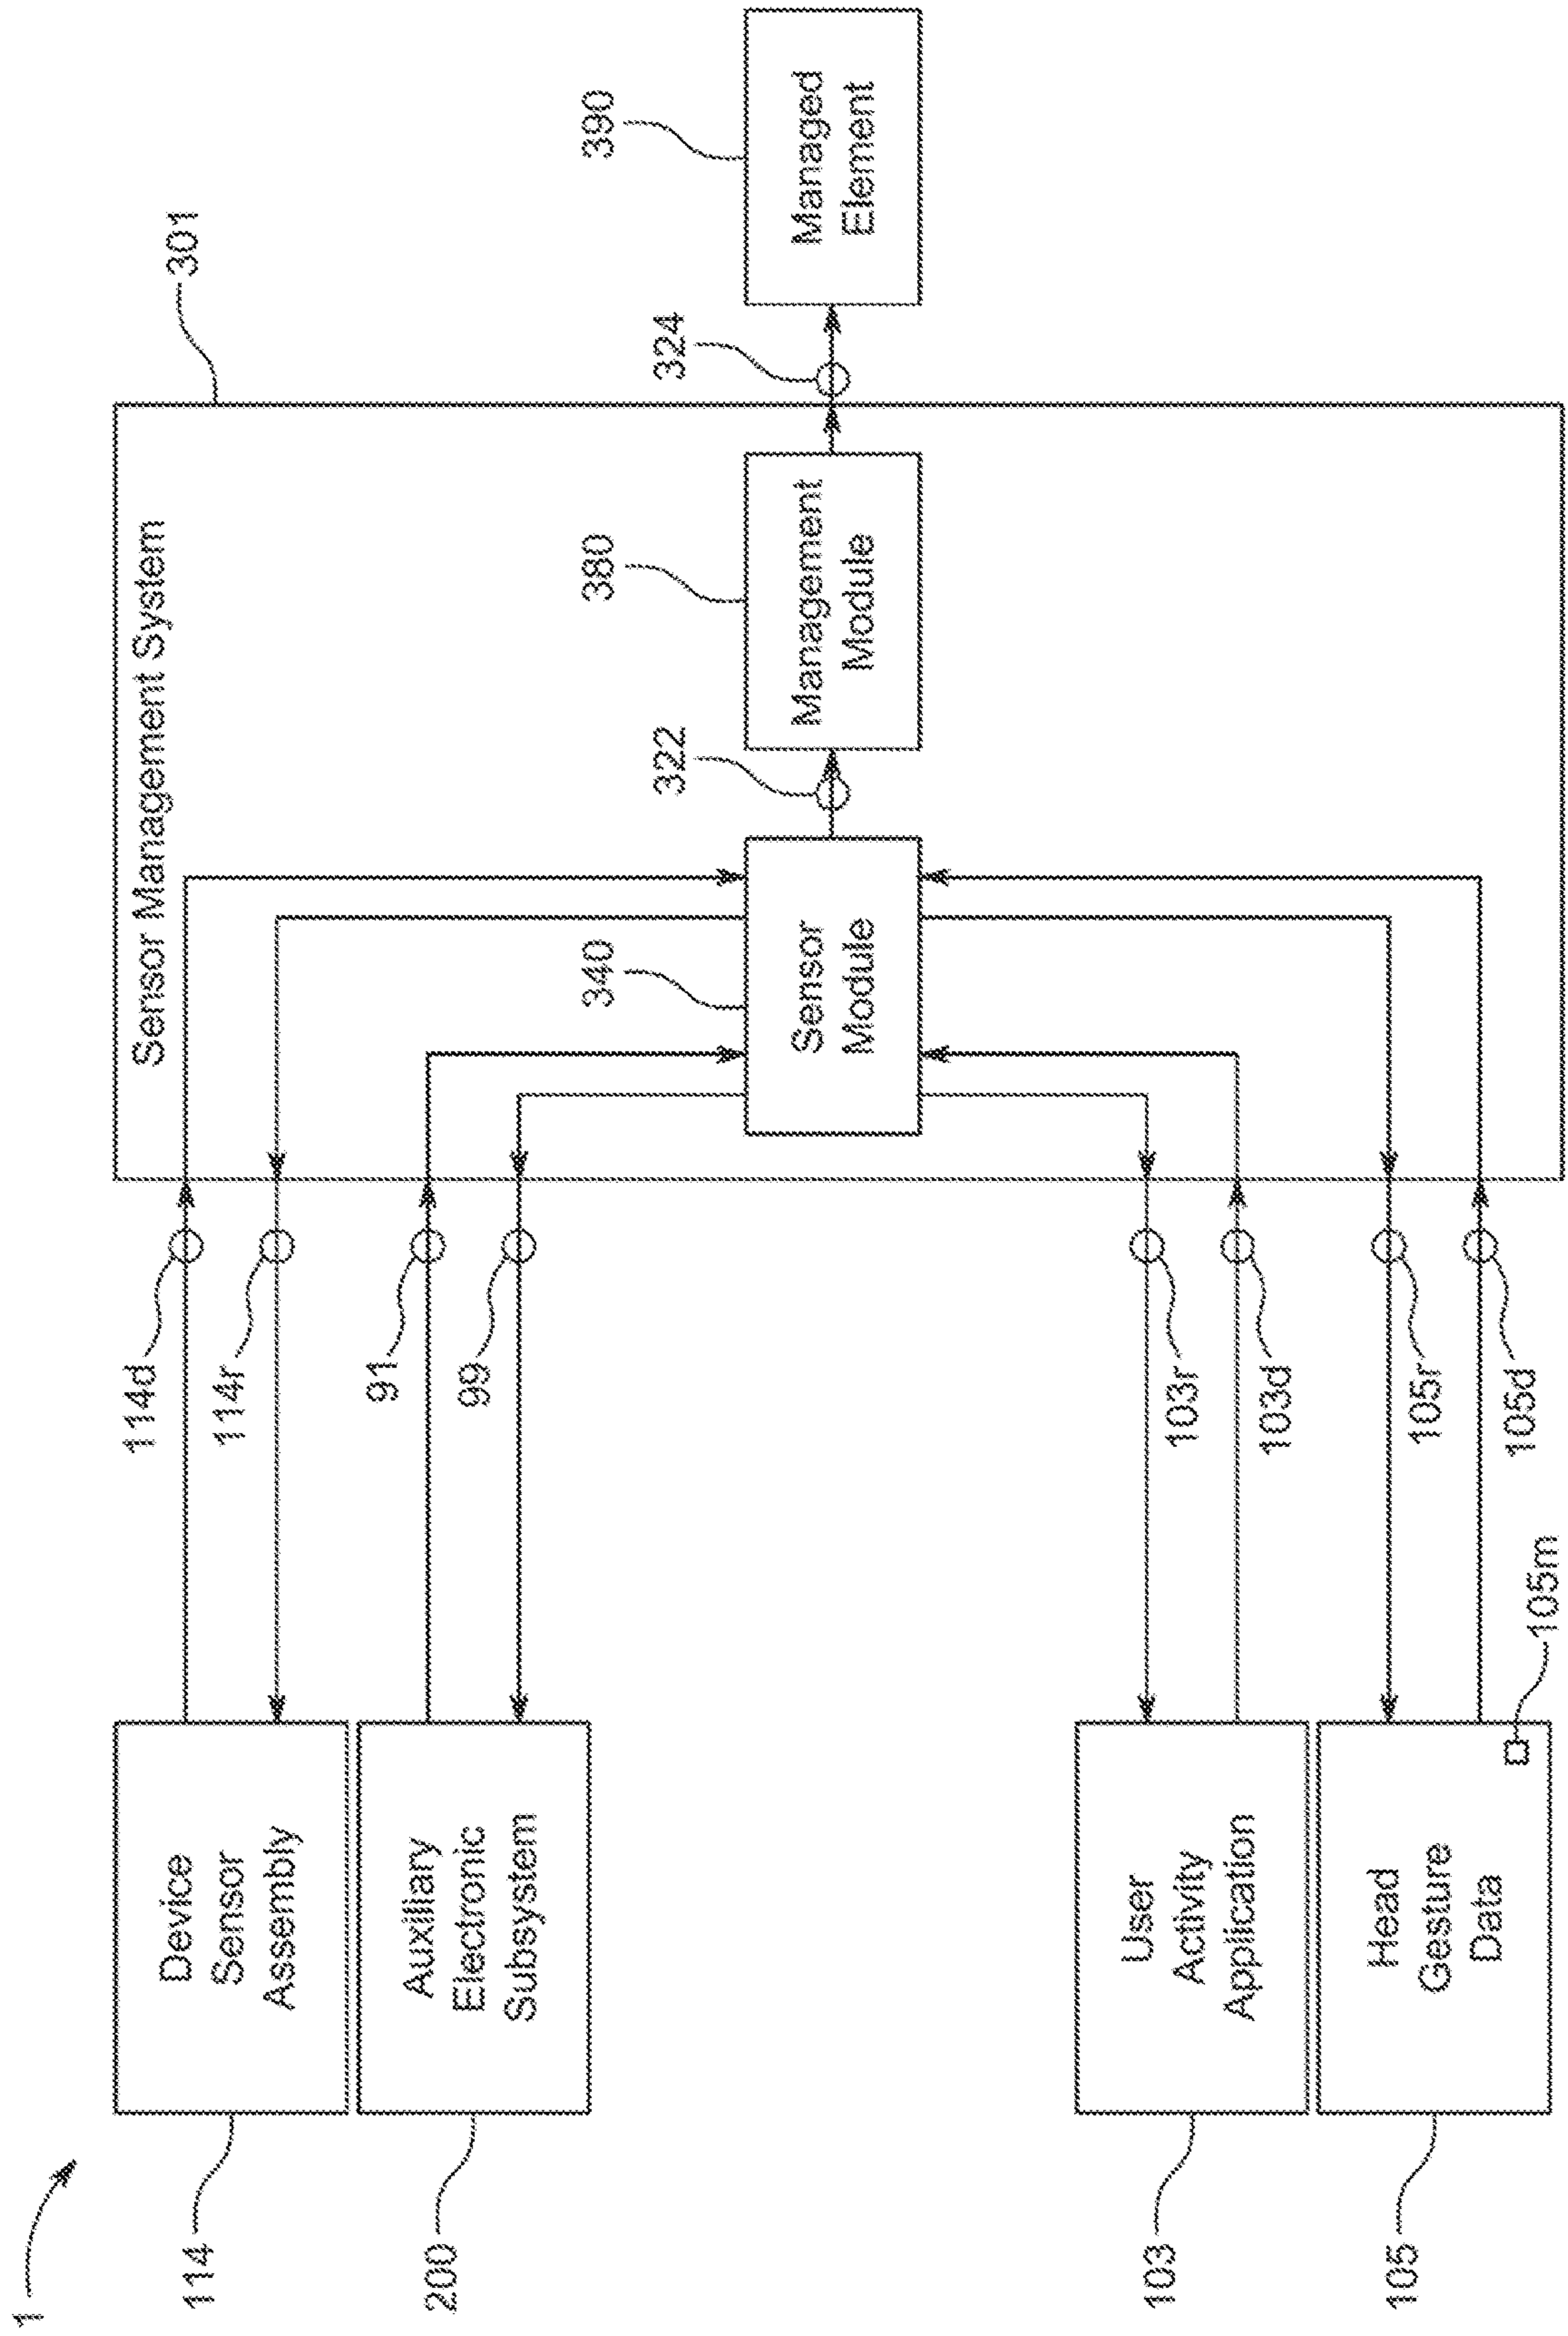 1
114
Device
Sensor
Assembly
114d
114r
200
Auxiliary
Electronic
Subsystem
91
99
103
User
Activity
Application
103r
103d
105
Head
Gesture
Data
105m
105r
105d
Sensor Management System
301
340
Sensor
Module
322
380
Management
Module
324
390
Managed
Element